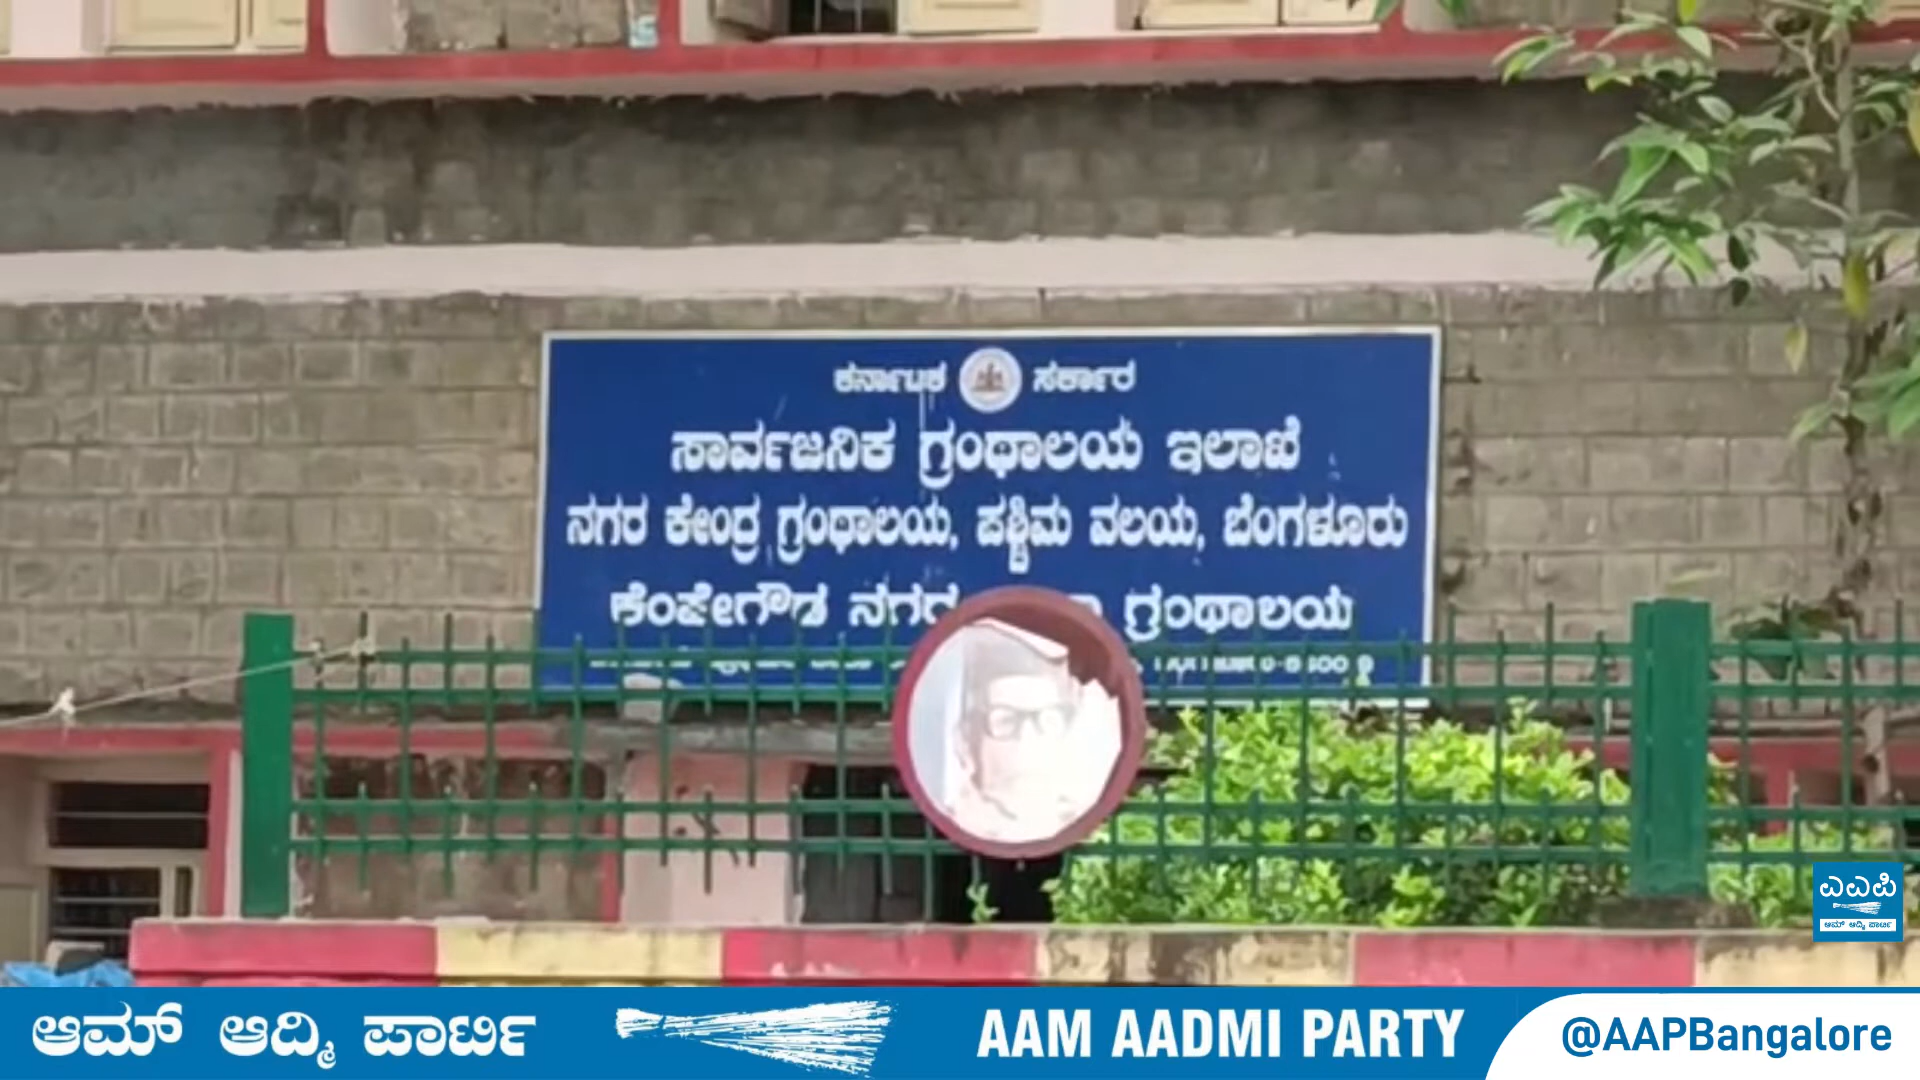 ಕರ್ನಾಟಕ ಸರ್ಕಾರ
ಸಾರ್ವಜನಿಕ ಗ್ರಂಥಾಲಯ ಇಲಾಖೆ
ನಗರ ಕೇಂದ್ರ ಗ್ರಂಥಾಲಯ, ಪಶ್ಚಿಮ ವಲಯ, ಬೆಂಗಳೂರು
ಕೆಂಪೇಗೌಡ ನಗರ ಗ್ರಂಥಾಲಯ
ಎಎಪಿ
ಆಮ್ ಆದ್ಮಿ ಪಾರ್ಟಿ
ಆಮ್ ಆದ್ಮಿ ಪಾರ್ಟಿ AAM AADMI PARTY @AAPBangalore